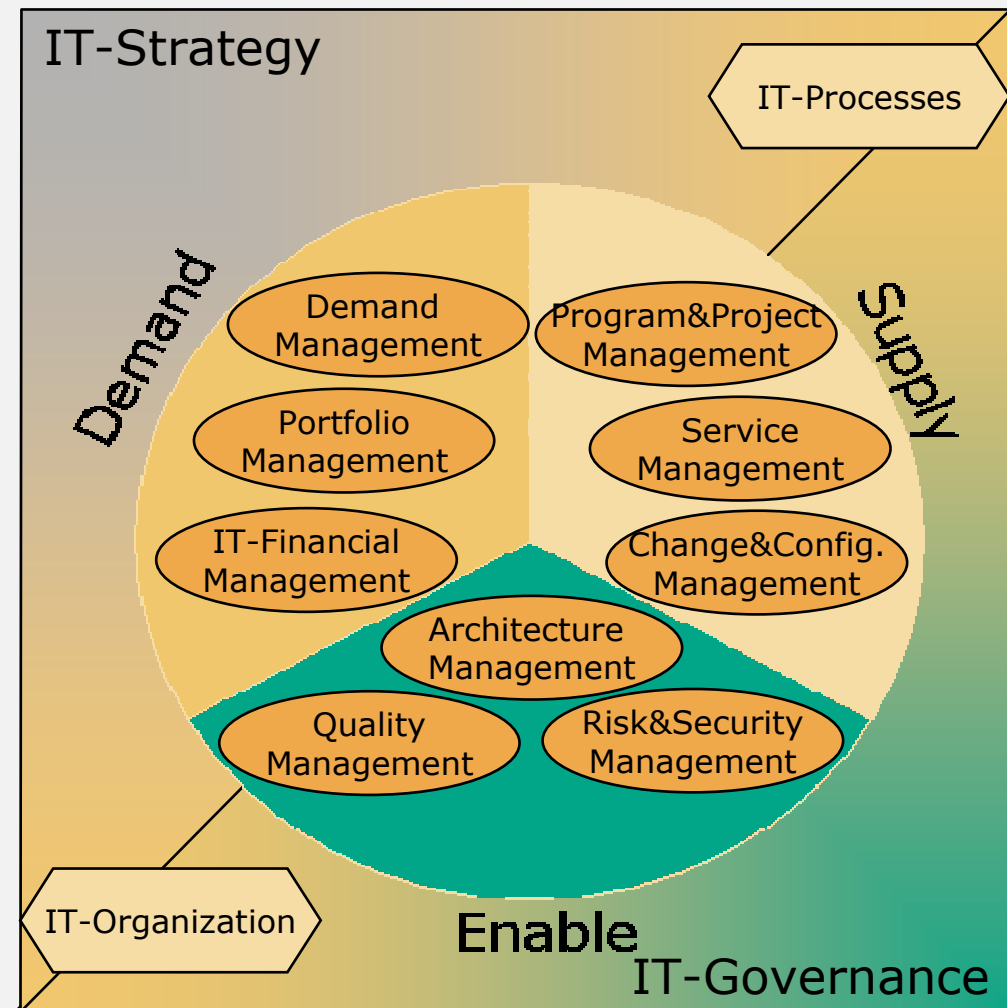 IT-Strategy
IT-Processes
Demand
Supply
Demand
Management
Program&Project
Management
Portfolio
Management
Service
Management
IT-Financial
Management
Change&Config.
Management
Architecture
Management
Quality
Management
Risk&Security
Management
IT-Organization
Enable
IT-Governance